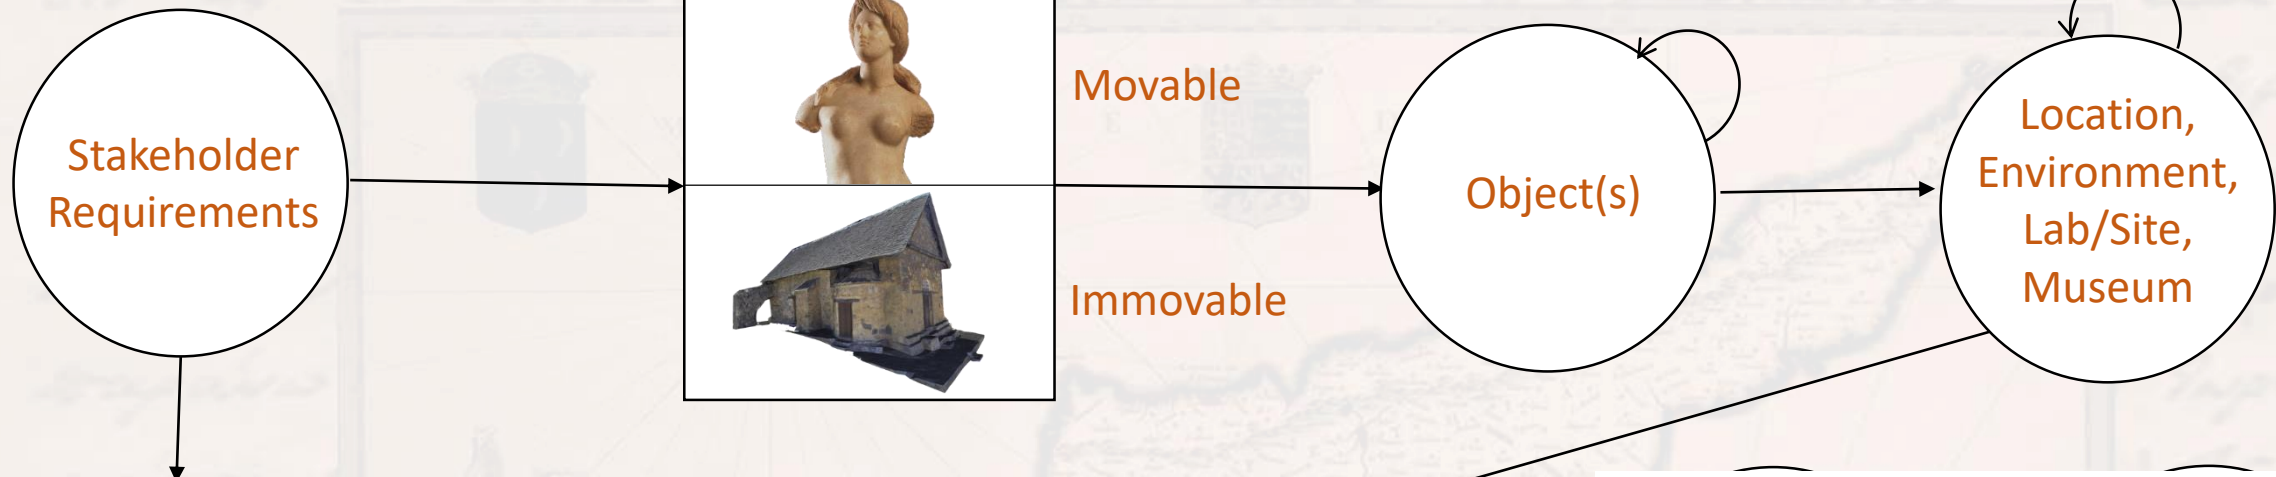 Stakeholder
Requirements
Movable
Immovable
Object(s)
Location,
Environment,
Lab/Site,
Museum